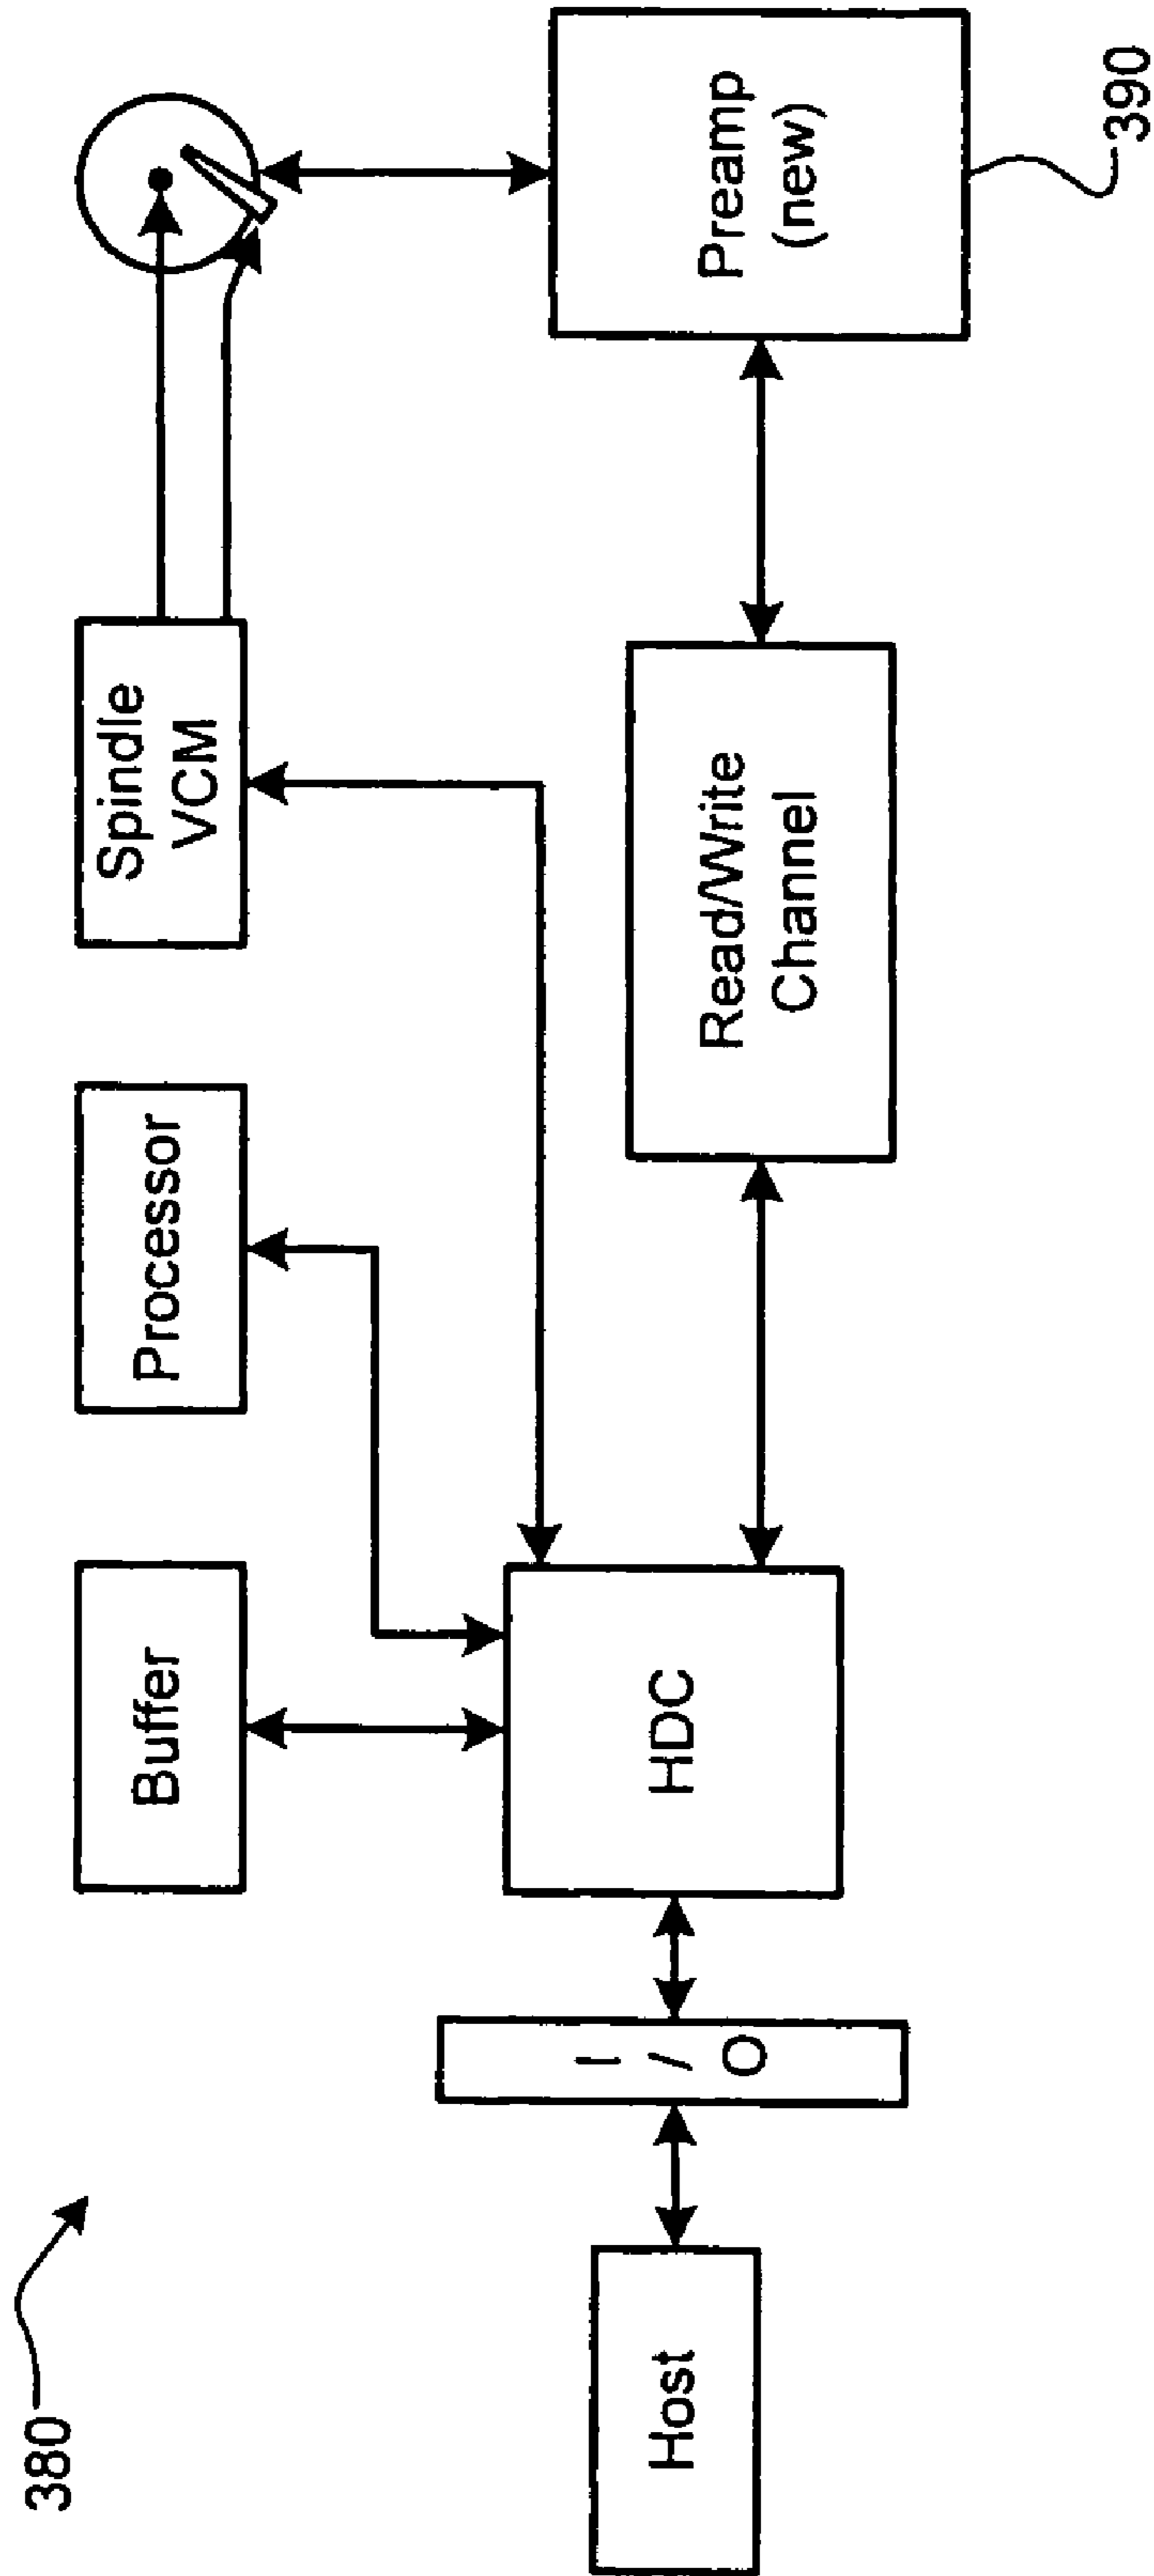 380
Buffer
Processor
Spindle
VCM
Host
I
/
O
HDC
Read/Write
Channel
Preamp
(new)
390